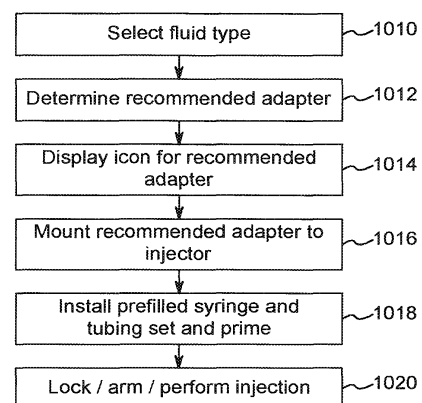 Select fluid type 1010
Determine recommended adapter 1012
Display icon for recommended
adapter 1014
Mount recommended adapter to
injector 1016
Install prefilled syringe and
tubing set and prime 1018
Lock / arm / perform injection 1020